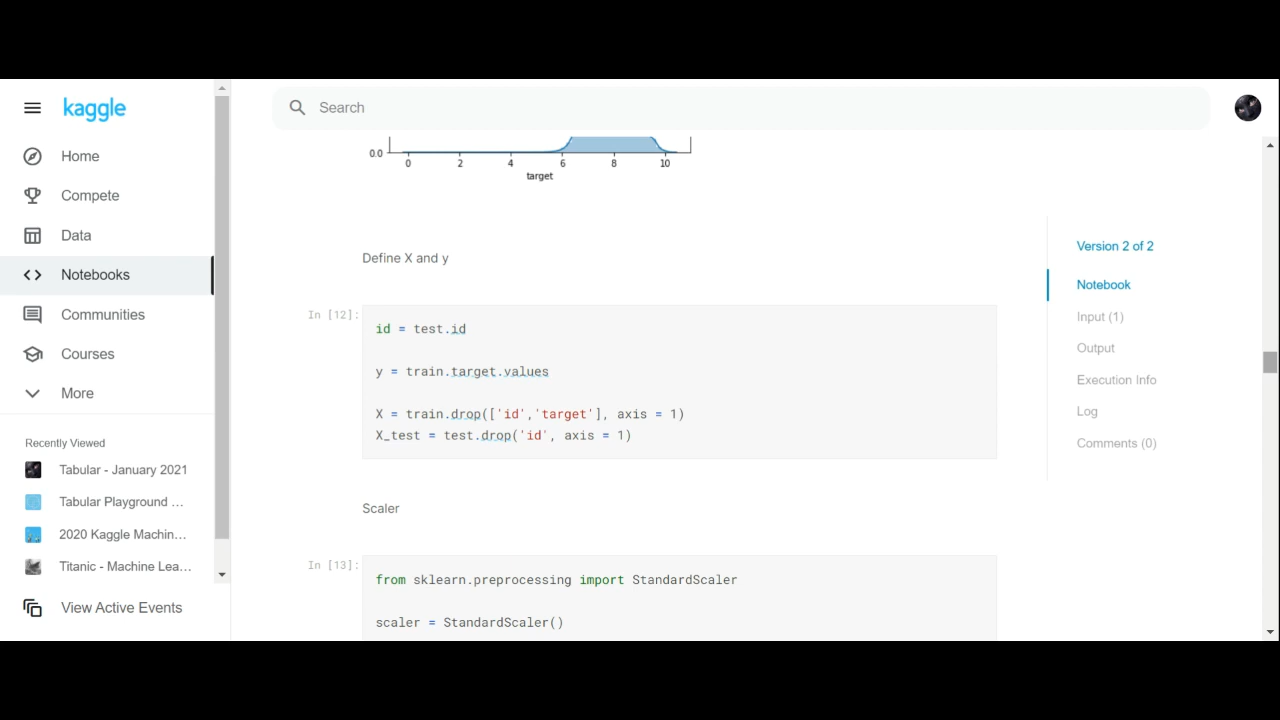 kaggle
Search
Home
Compete
Data
Notebooks
Communities
Courses
More
Recently Viewed
Tabular - January 2021
Tabular Playground ...
2020 Kaggle Machin...
Titanic - Machine Lea...
View Active Events
0.0
0 2 4 6 8 10
target
Define X and y
In [12]:
id = test.id
y = train.target.values
X = train.drop(['id','target'], axis = 1)
X_test = test.drop('id', axis = 1)
Scaler
In [13]:
from sklearn.preprocessing import StandardScaler
scaler = StandardScaler()
Version 2 of 2
Notebook
Input (1)
Output
Execution Info
Log
Comments (0)